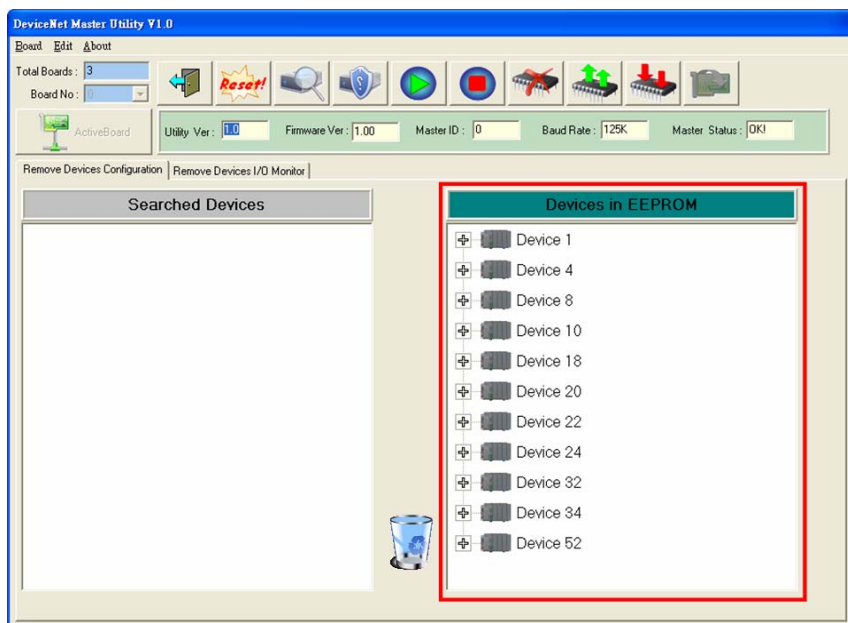 DeviceNet Master Utility V1.0
Board Edit About
Total Boards : 3
Reset!
Board No : 0
ActiveBoard Utility Ver : 1.0 Firmware Ver : 1.00 Master ID : 0 Baud Rate : 125K Master Status : OK!
Remove Devices Configuration Remove Devices I/O Monitor
Searched Devices Devices in EEPROM
Device 1
Device 4
Device 8
Device 10
Device 18
Device 20
Device 22
Device 24
Device 32
Device 34
Device 52